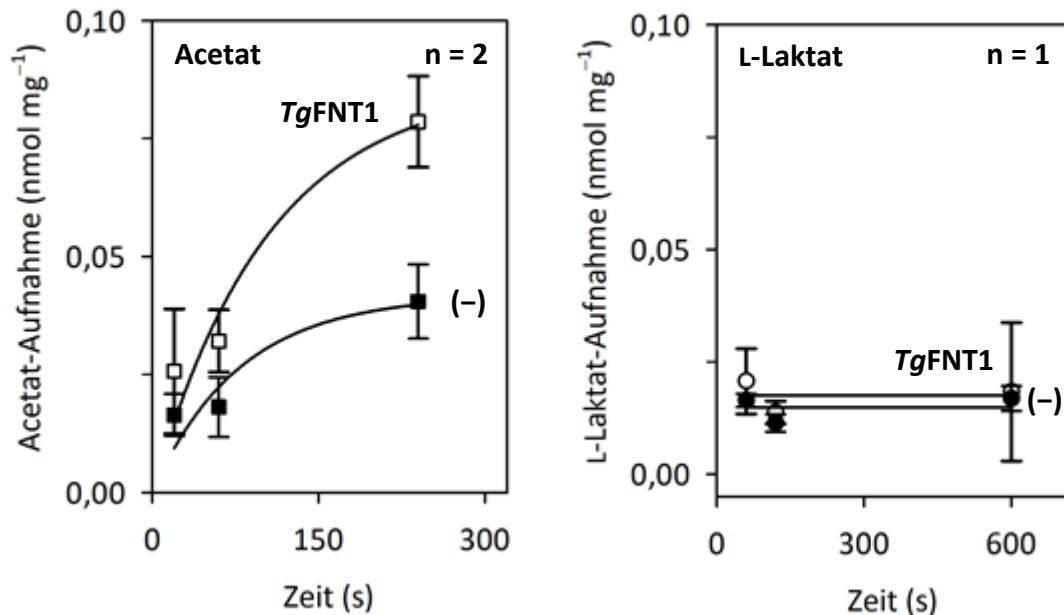 Acetat-Aufnahme (nmol mg⁻¹)
0,10
0,05
0,00
Acetat n = 2
TgFNT1
(–)
0 150 300
Zeit (s)
L-Laktat-Aufnahme (nmol mg⁻¹)
0,10
0,05
0,00
L-Laktat n = 1
TgFNT1
(–)
0 300 600
Zeit (s)